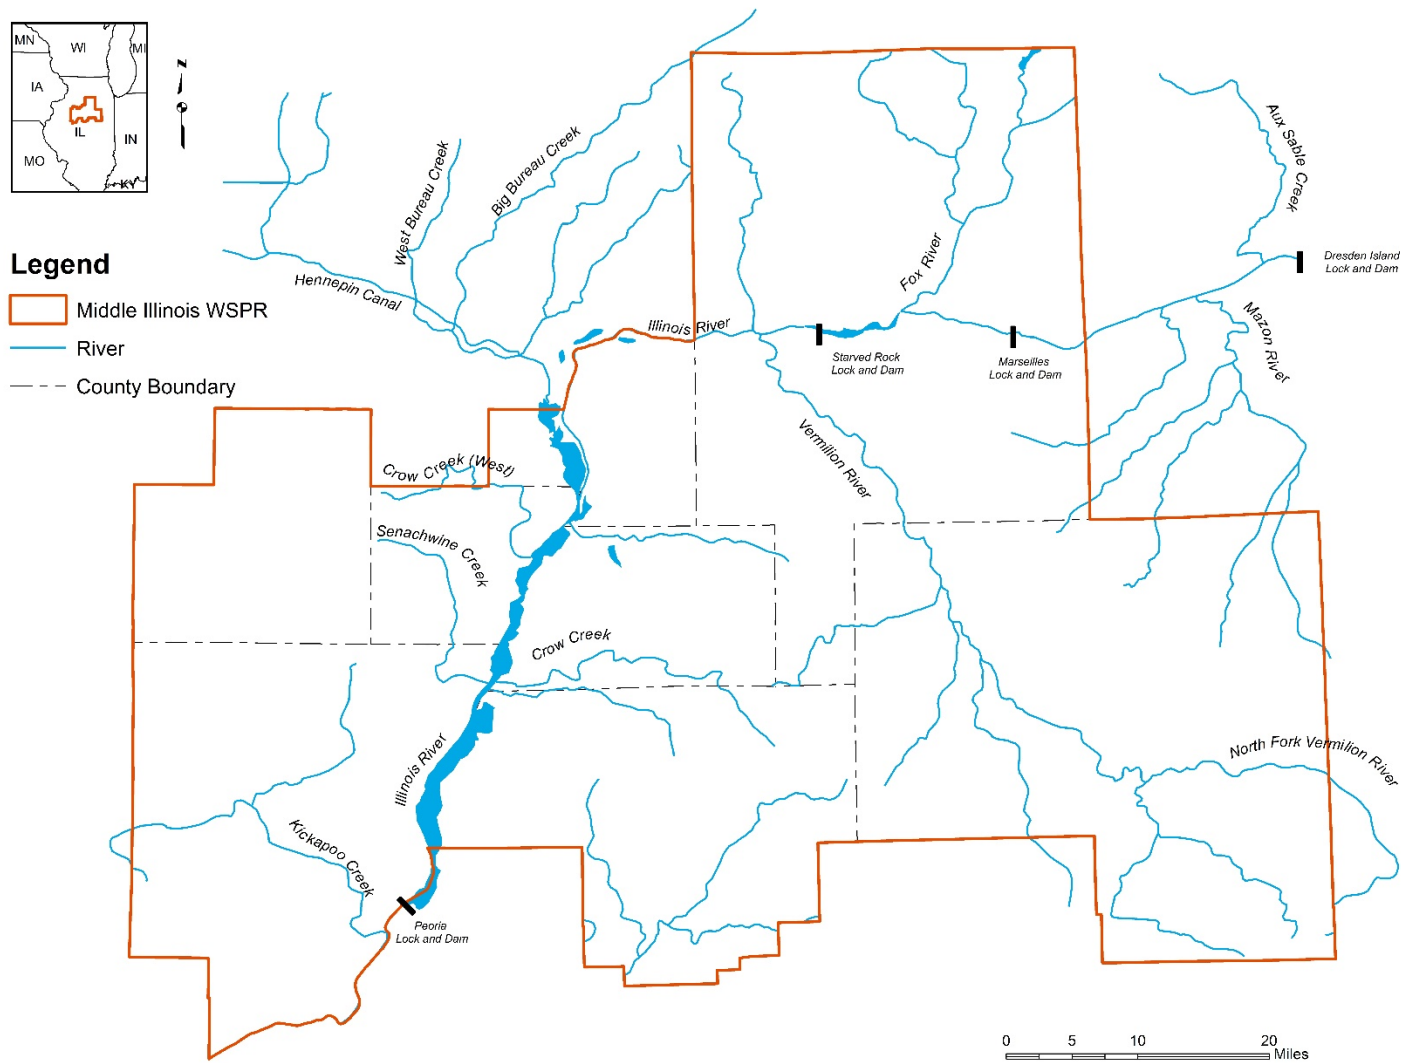 MN
WI
MI
IA
IL
IN
MO
KY
N
Legend
Middle Illinois WSPR
River
County Boundary
West Bureau Creek
Big Bureau Creek
Hennepin Canal
Illinois River
Fox River
Aux Sable Creek
Dresden Island
Lock and Dam
Mazon River
Starved Rock
Lock and Dam
Marseilles
Lock and Dam
Vermilion River
Crow Creek (West)
Senachwine Creek
Crow Creek
Illinois River
North Fork Vermilion River
Kickapoo Creek
Peoria
Lock and Dam
0 5 10 20
Miles